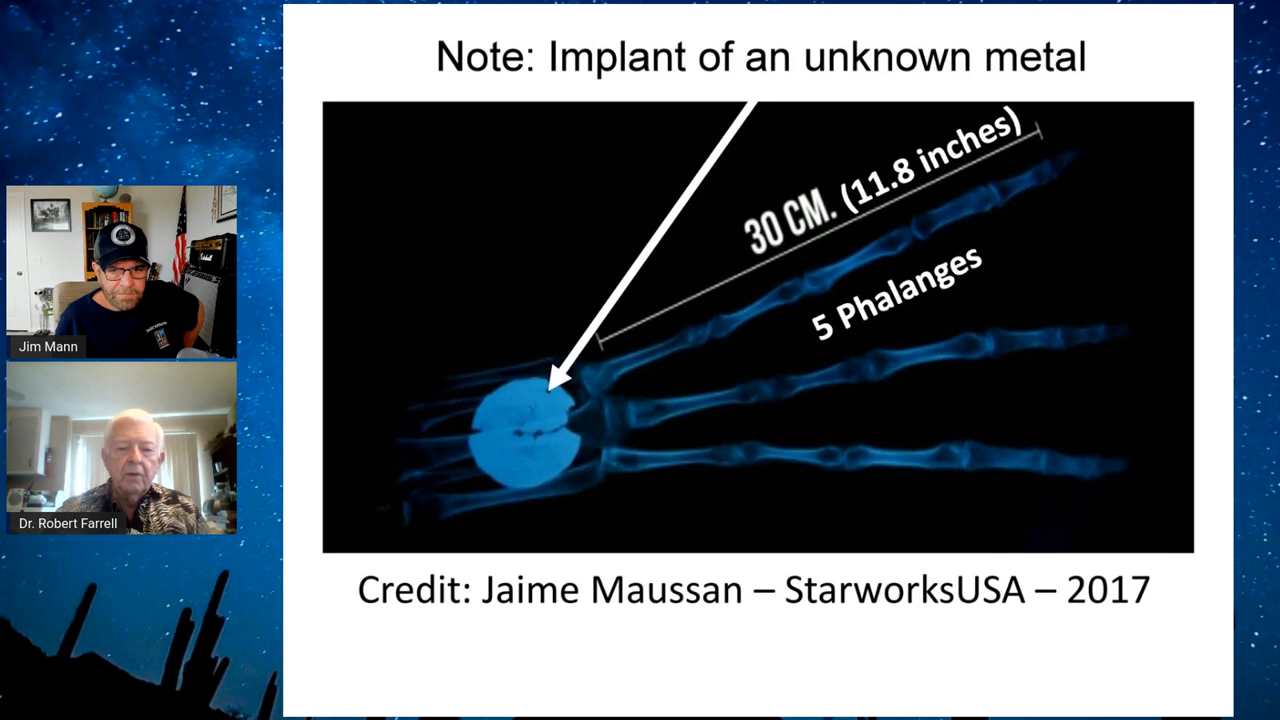 Note: Implant of an unknown metal
30 CM. (11.8 inches)
5 Phalanges
Credit: Jaime Maussan – StarworksUSA – 2017
Jim Mann
Dr. Robert Farrell